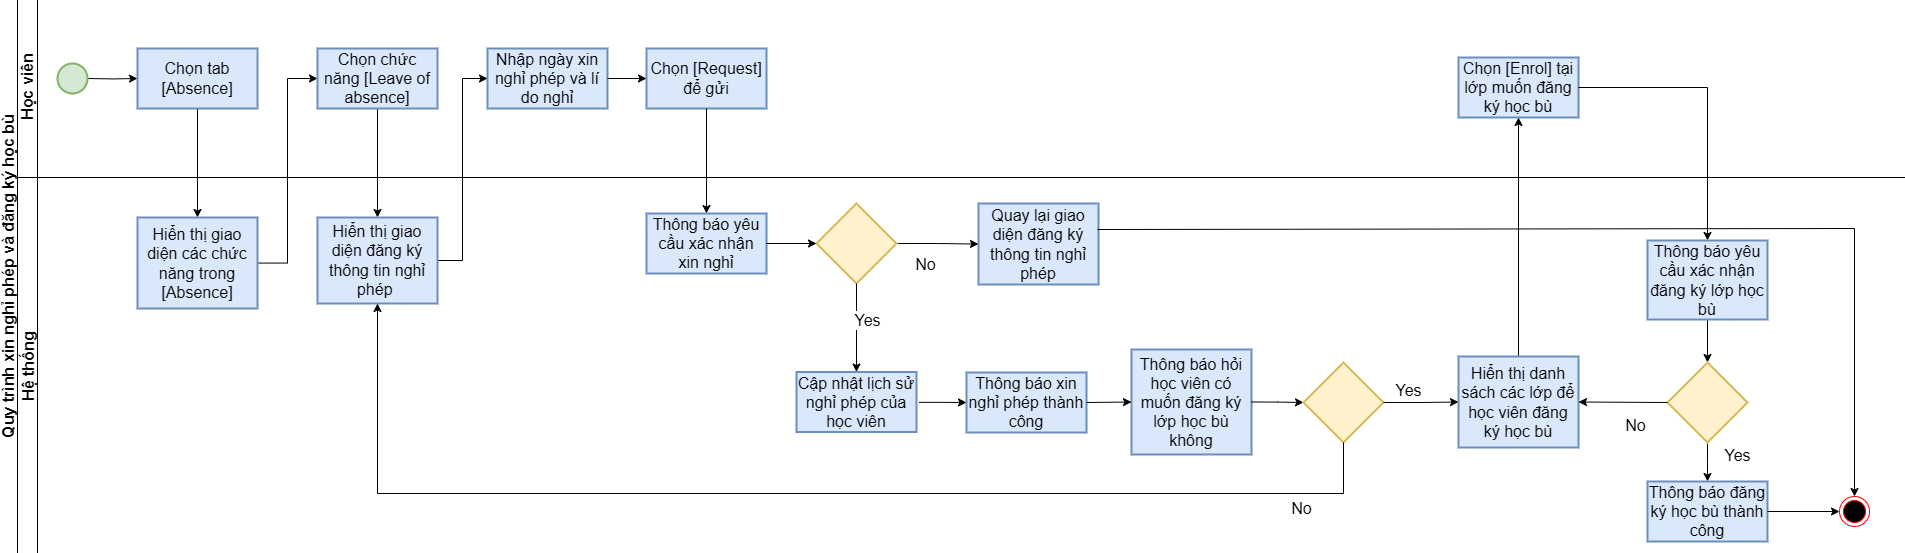 Quy trình xin nghỉ phép và đăng ký học bù
Học viên
Chọn tab
[Absence]
Chọn chức
năng [Leave of
absence]
Nhập ngày xin
nghỉ phép và lí
do nghỉ
Chọn [Request]
để gửi
Chọn [Enrol] tại
lớp muốn đăng
ký học bù
Hệ thống
Hiển thị giao
diện các chức
năng trong
[Absence]
Hiển thị giao
diện đăng ký
thông tin nghỉ
phép
Thông báo yêu
cầu xác nhận
xin nghỉ
No
Quay lại giao
diện đăng ký
thông tin nghỉ
phép
Yes
Cập nhật lịch sử
nghỉ phép của
học viên
Thông báo xin
nghỉ phép thành
công
Thông báo hỏi
học viên có
muốn đăng ký
lớp học bù
không
Yes
No
Hiển thị danh
sách các lớp để
học viên đăng
ký học bù
Thông báo yêu
cầu xác nhận
đăng ký lớp học
bù
No
Yes
Thông báo đăng
ký học bù thành
công